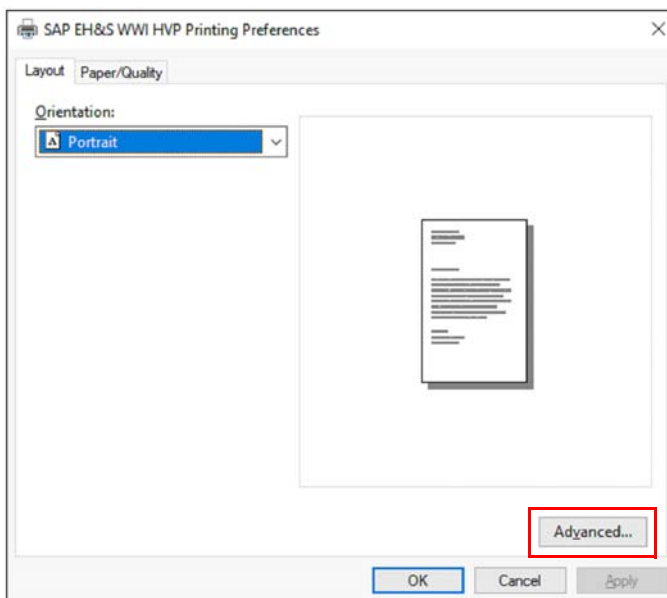 SAP EH&S WWI HVP Printing Preferences
Layout Paper/Quality
Orientation:
A Portrait
Advanced...
OK Cancel Apply